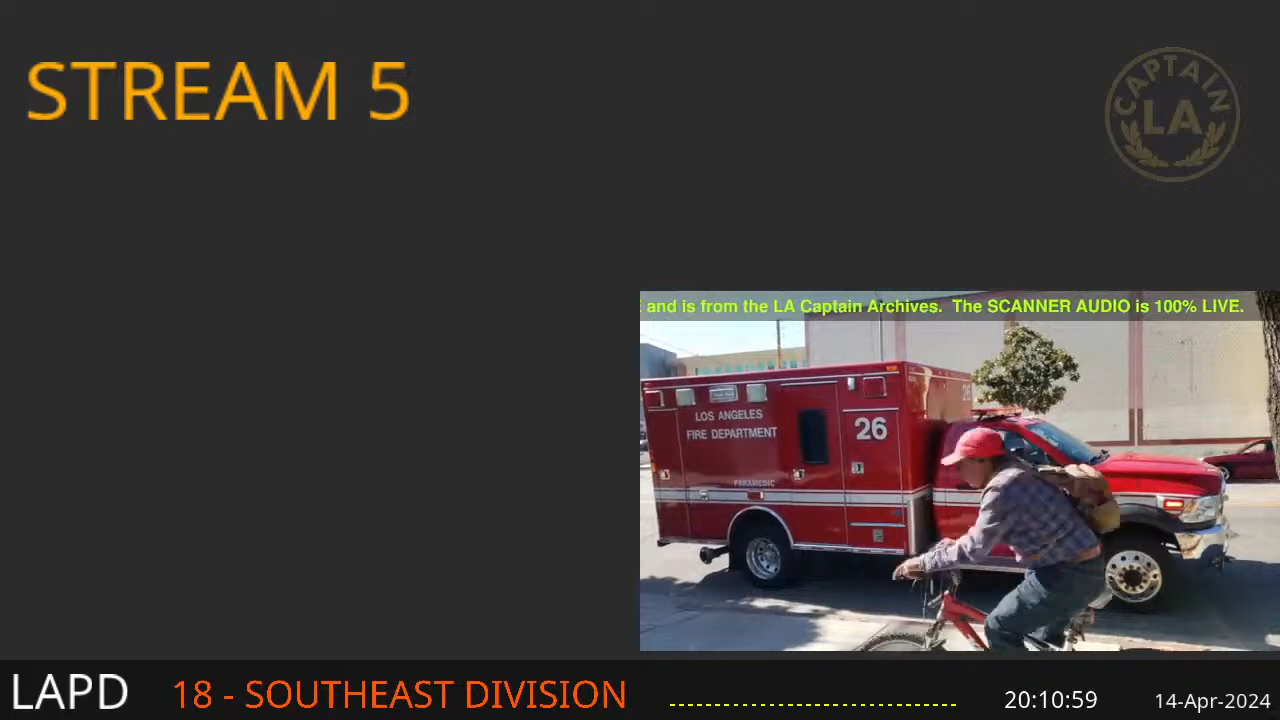 STREAM 5
CAPTAIN
LA
and is from the LA Captain Archives. The SCANNER AUDIO is 100% LIVE.
LOS ANGELES
FIRE DEPARTMENT
26
PARAMEDIC
LAPD
18 - SOUTHEAST DIVISION
20:10:59
14-Apr-2024